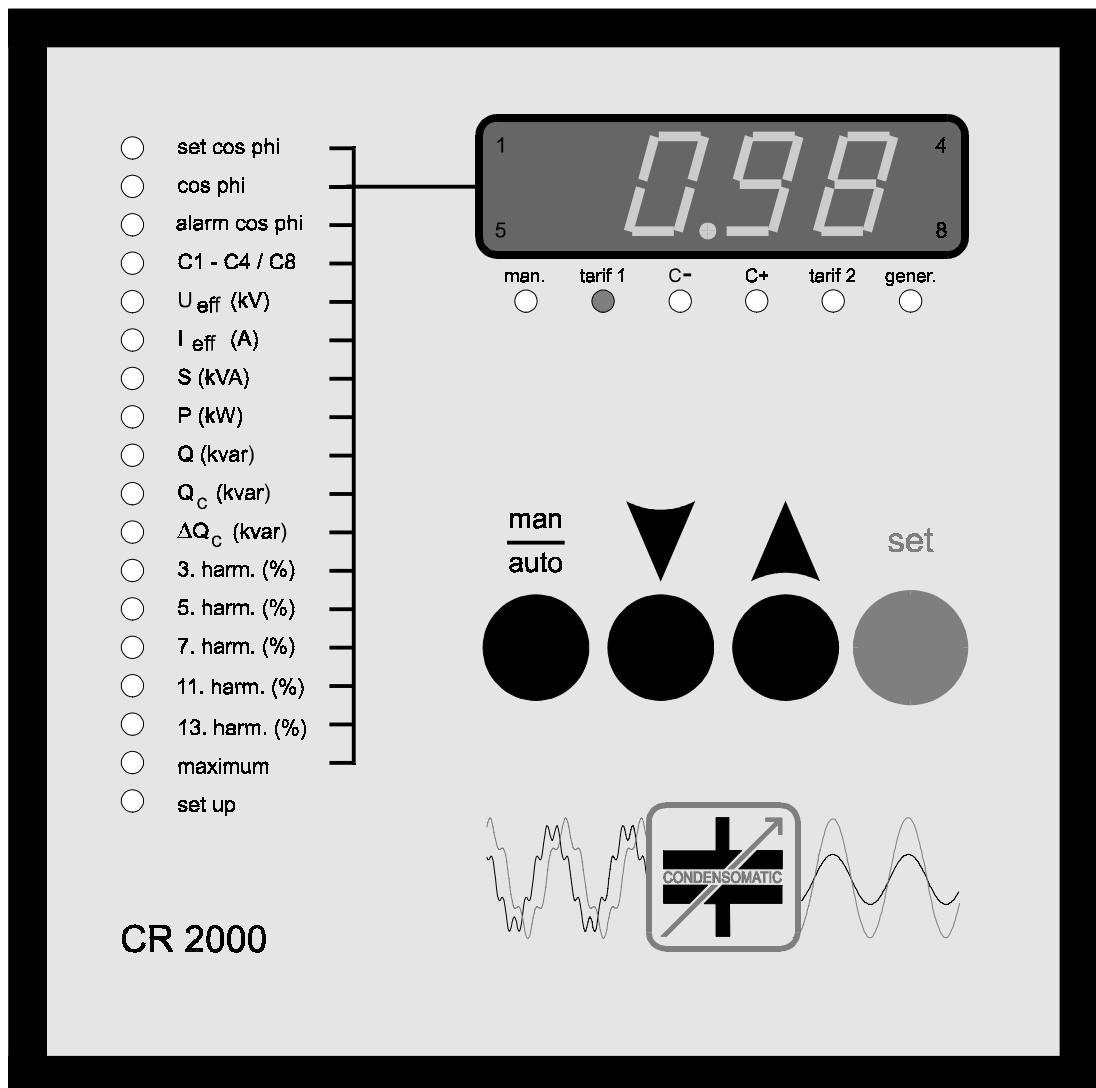 set cos phi
cos phi
alarm cos phi
C1 - C4 / C8
U eff (kV)
I eff (A)
S (kVA)
P (kW)
Q (kvar)
QC (kvar)
ΔQC (kvar)
3. harm. (%)
5. harm. (%)
7. harm. (%)
11. harm. (%)
13. harm. (%)
maximum
set up
1 4
0.98
5 8
man. tarif 1 C- C+ tarif 2 gener.
man
auto
set
CONDENSOMATIC
CR 2000